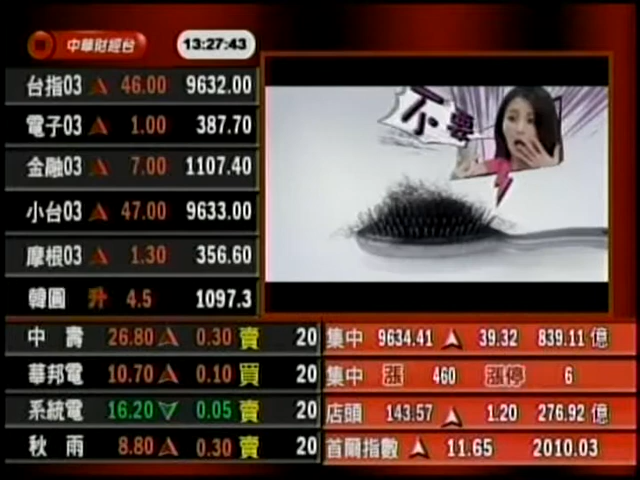 中華財經台 13:27:43
台指03 46.00 9632.00
電子03 1.00 387.70
金融03 7.00 1107.40
小台03 47.00 9633.00
摩根03 1.30 356.60
韓圓 升 4.5 1097.3
不要
中壽 26.80 0.30 賣 20
華邦電 10.70 0.10 買 20
系統電 16.20 0.05 賣 20
秋雨 8.80 0.30 賣 20
集中 9634.41 39.32 839.11億
集中 漲 460 漲停 6
店頭 143.57 1.20 276.92億
首爾指數 11.65 2010.03